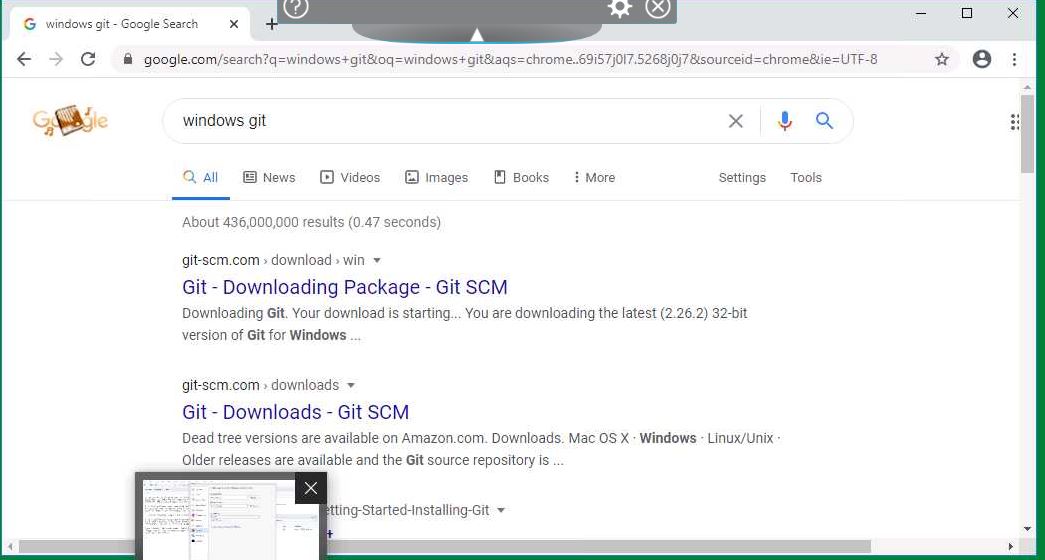 windows git - Google Search
google.com/search?q=windows+git&oq=windows+git&aqs=chrome..69i57j0l7.5268j0j7&sourceid=chrome&ie=UTF-8
windows git
All News Videos Images Books More Settings Tools
About 436,000,000 results (0.47 seconds)
git-scm.com › download › win
Git - Downloading Package - Git SCM
Downloading Git. Your download is starting... You are downloading the latest (2.26.2) 32-bit
version of Git for Windows ...
git-scm.com › downloads
Git - Downloads - Git SCM
Dead tree versions are available on Amazon.com. Downloads. Mac OS X · Windows · Linux/Unix ·
Older releases are available and the Git source repository is ...
etting-Started-Installing-Git